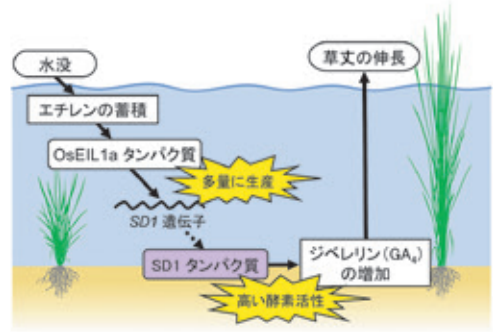 水没
エチレンの蓄積
OsEIL1a タンパク質
多量に生産
SD1 遺伝子
SD1 タンパク質
高い酵素活性
ジベレリン(GA₄)
の増加
草丈の伸長